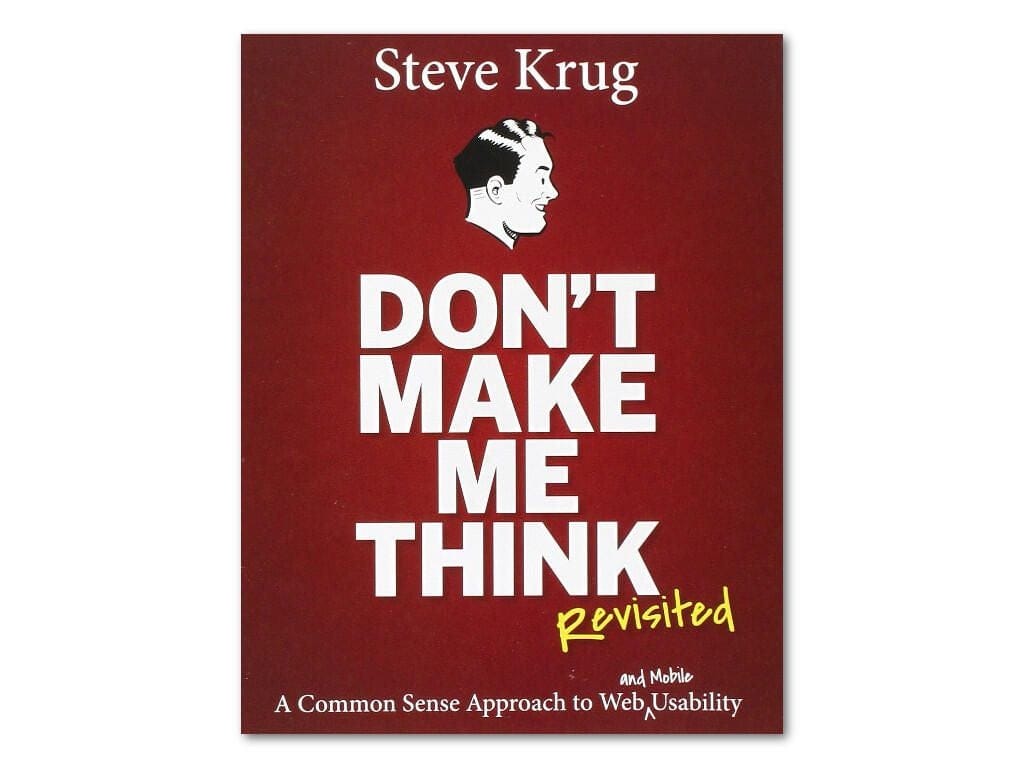 Steve Krug
DON'T
MAKE
ME
THINK
Revisited
and Mobile
A Common Sense Approach to Web Usability